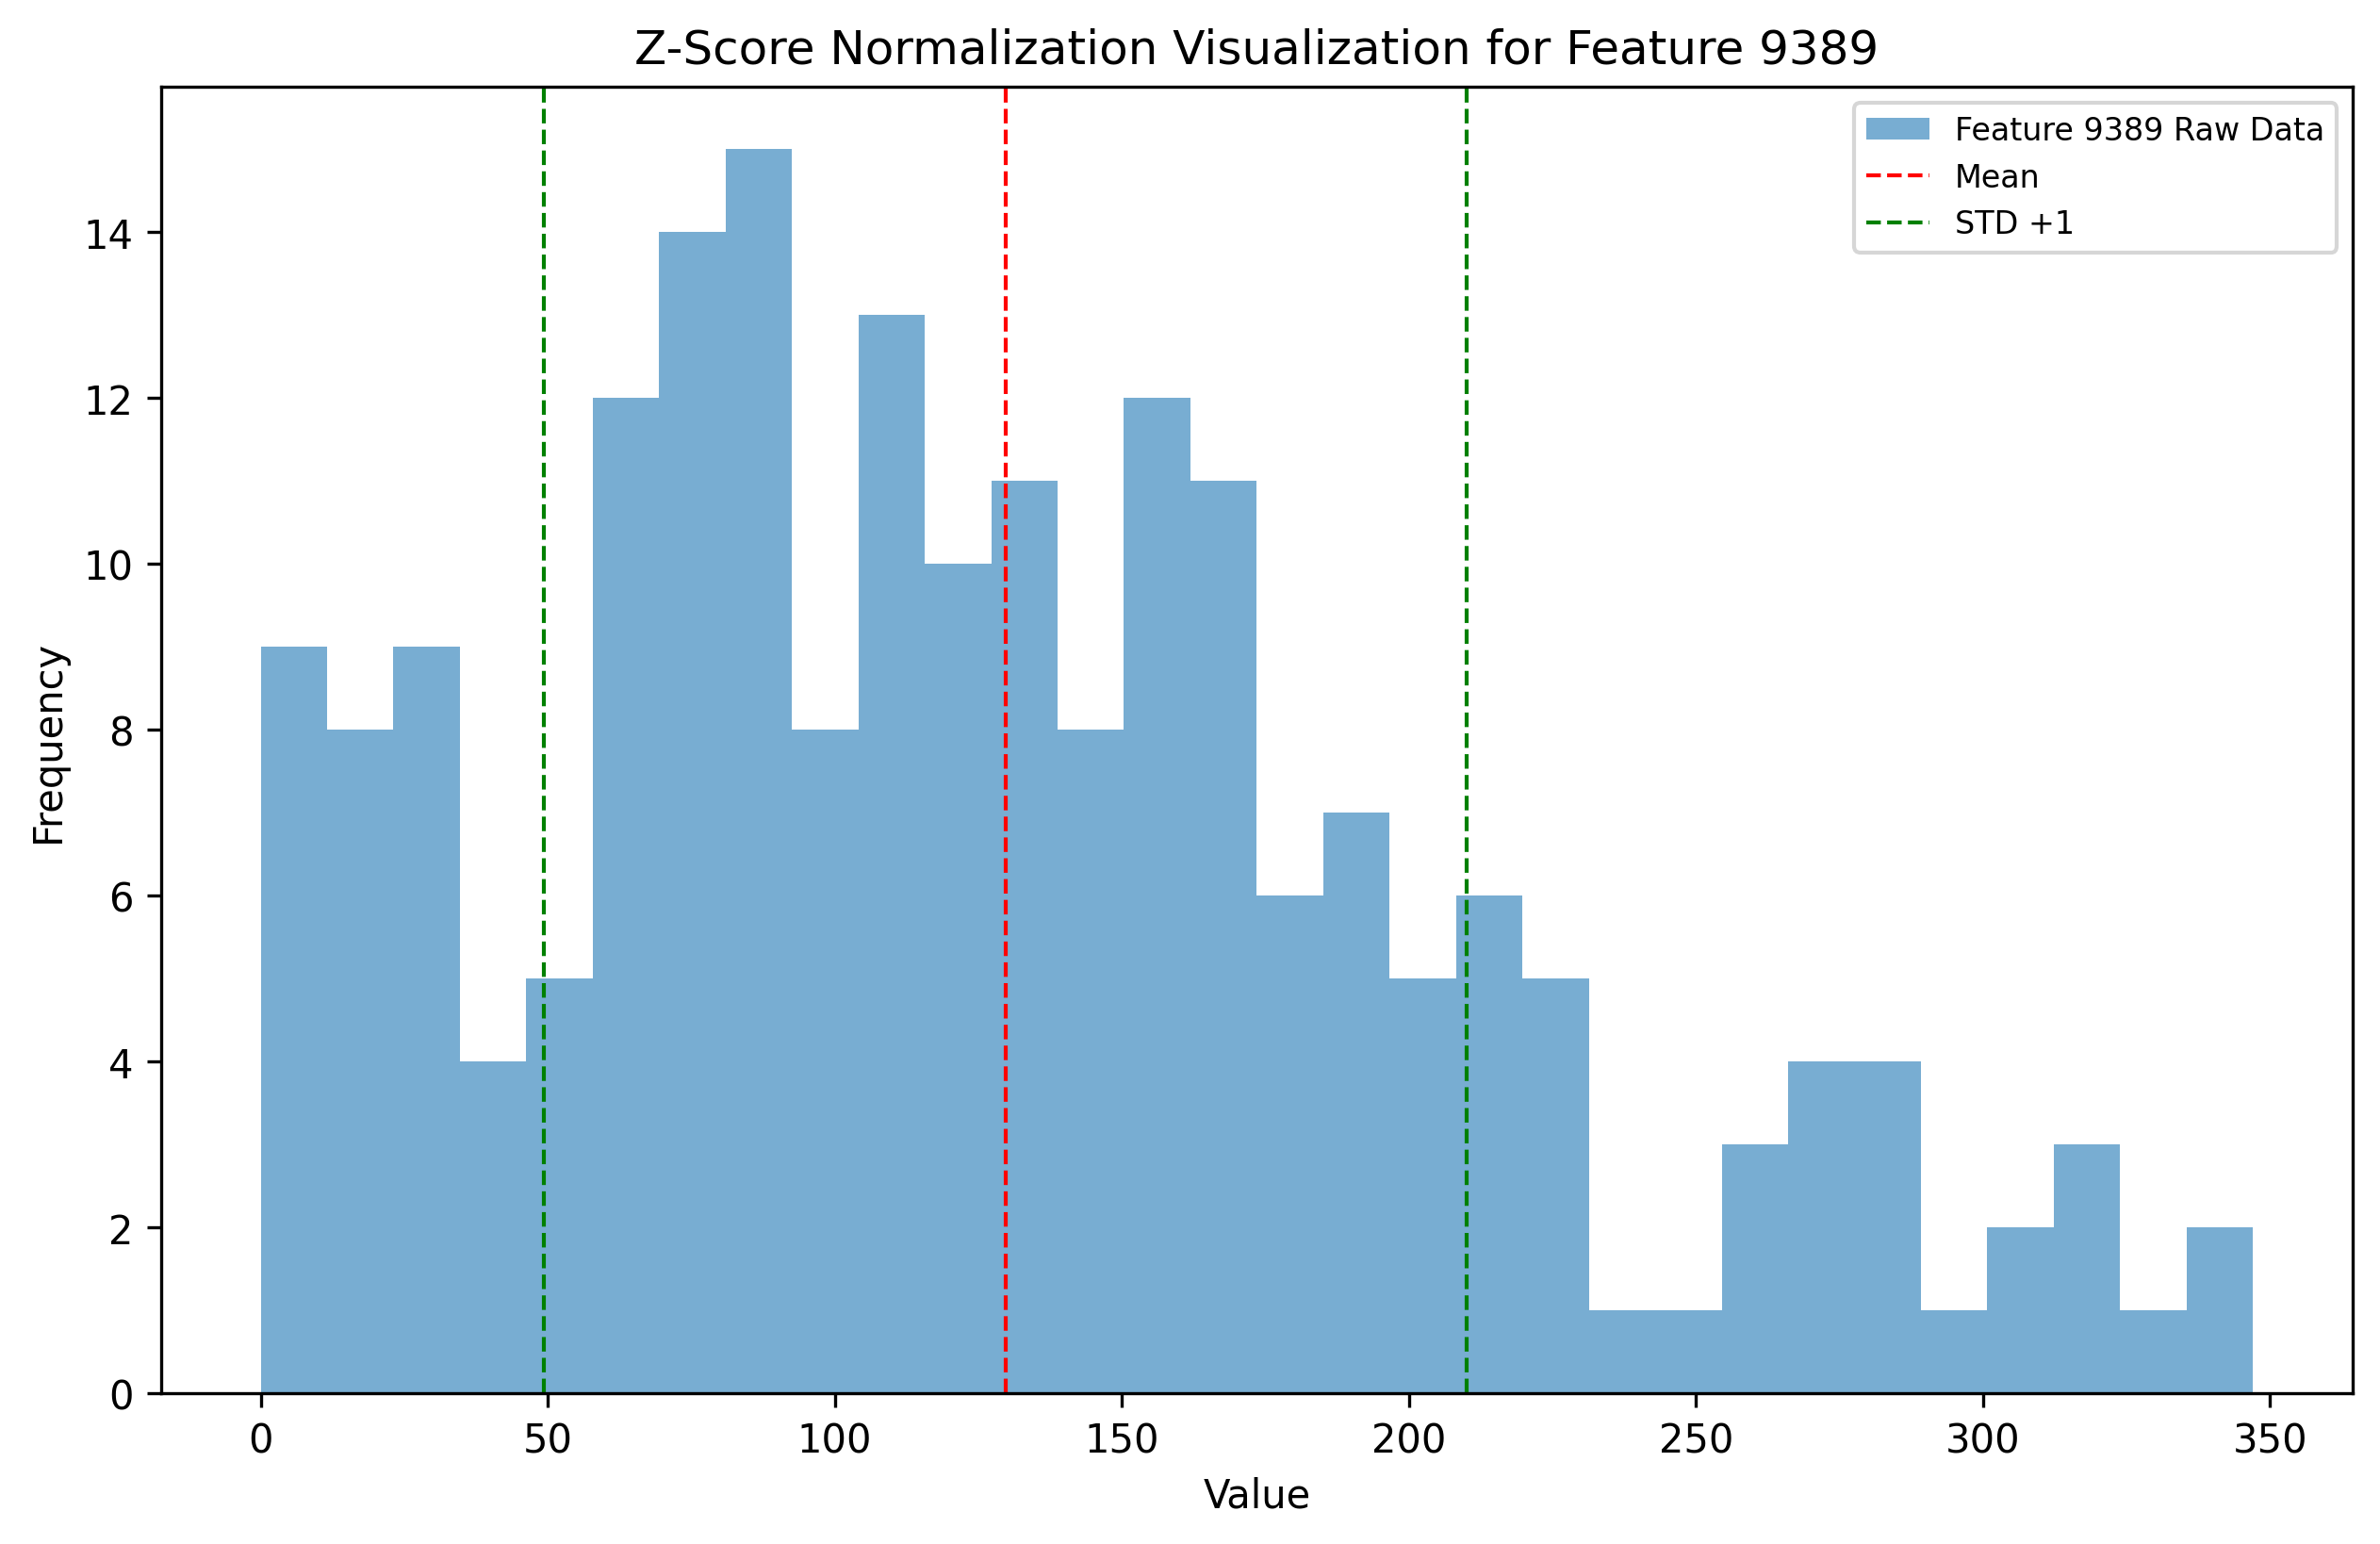 Z-Score Normalization Visualization for Feature 9389
Feature 9389 Raw Data
Mean
STD +1
14
12
10
8
6
4
2
0
Frequency
0 50 100 150 200 250 300 350
Value